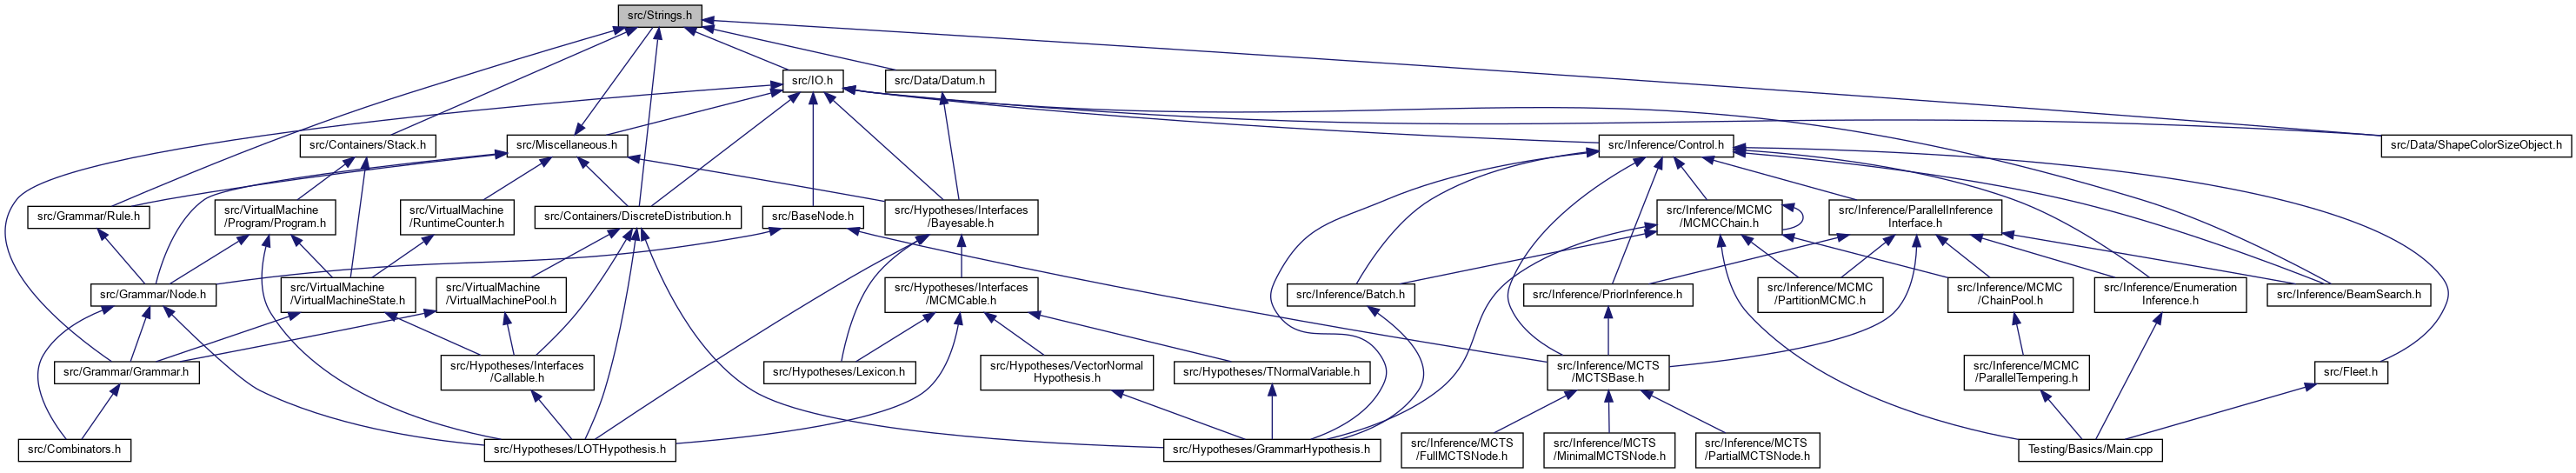 src/Strings.h
src/IO.h
src/Data/Datum.h
src/Containers/Stack.h
src/Miscellaneous.h
src/Inference/Control.h
src/Data/ShapeColorSizeObject.h
src/Grammar/Rule.h
src/VirtualMachine
/Program/Program.h
src/VirtualMachine
/RuntimeCounter.h
src/Containers/DiscreteDistribution.h
src/BaseNode.h
src/Hypotheses/Interfaces
/Bayesable.h
src/Inference/MCMC
/MCMCChain.h
src/Inference/ParallelInference
Interface.h
src/Grammar/Node.h
src/VirtualMachine
/VirtualMachineState.h
src/VirtualMachine
/VirtualMachinePool.h
src/Hypotheses/Interfaces
/MCMCable.h
src/Inference/Batch.h
src/Inference/PriorInference.h
src/Inference/MCMC
/PartitionMCMC.h
src/Inference/MCMC
/ChainPool.h
src/Inference/Enumeration
Inference.h
src/Inference/BeamSearch.h
src/Grammar/Grammar.h
src/Hypotheses/Interfaces
/Callable.h
src/Hypotheses/Lexicon.h
src/Hypotheses/VectorNormal
Hypothesis.h
src/Hypotheses/TNormalVariable.h
src/Inference/MCTS
/MCTSBase.h
src/Inference/MCMC
/ParallelTempering.h
src/Fleet.h
src/Combinators.h
src/Hypotheses/LOTHypothesis.h
src/Hypotheses/GrammarHypothesis.h
src/Inference/MCTS
/FullMCTSNode.h
src/Inference/MCTS
/MinimalMCTSNode.h
src/Inference/MCTS
/PartialMCTSNode.h
Testing/Basics/Main.cpp